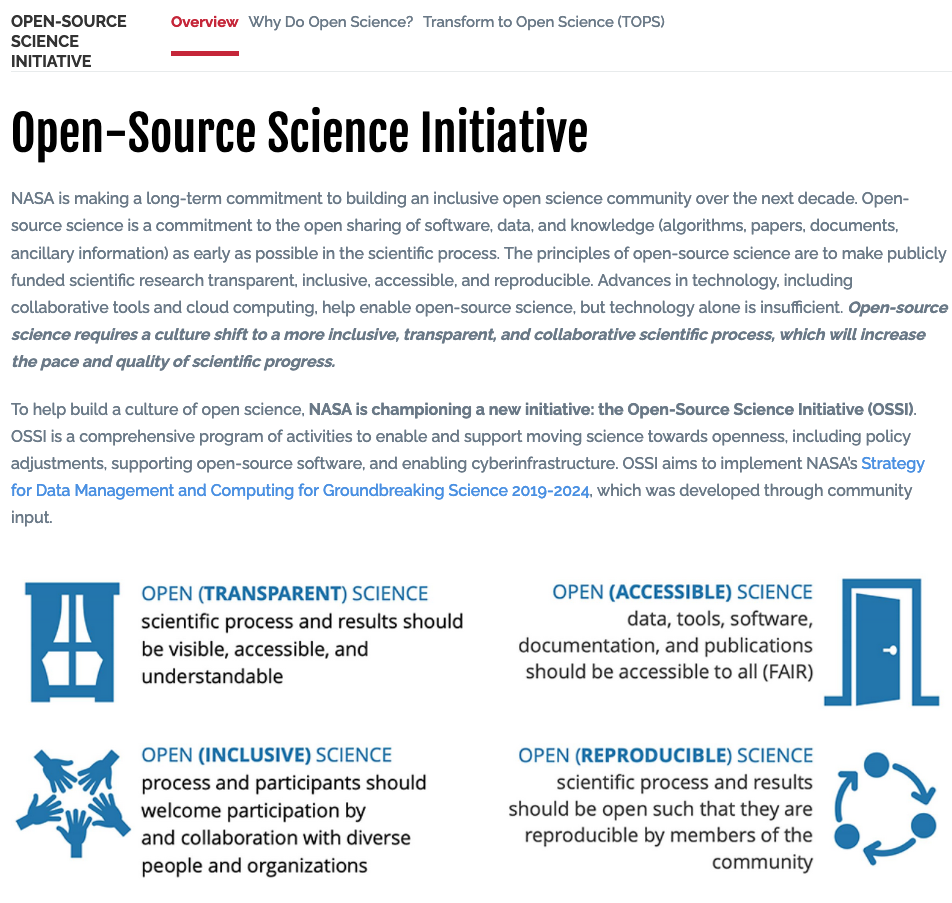 OPEN-SOURCE
SCIENCE
INITIATIVE
Overview Why Do Open Science? Transform to Open Science (TOPS)
Open-Source Science Initiative
NASA is making a long-term commitment to building an inclusive open science community over the next decade. Open-
source science is a commitment to the open sharing of software, data, and knowledge (algorithms, papers, documents,
ancillary information) as early as possible in the scientific process. The principles of open-source science are to make publicly
funded scientific research transparent, inclusive, accessible, and reproducible. Advances in technology, including
collaborative tools and cloud computing, help enable open-source science, but technology alone is insufficient. Open-source
science requires a culture shift to a more inclusive, transparent, and collaborative scientific process, which will increase
the pace and quality of scientific progress.
To help build a culture of open science, NASA is championing a new initiative: the Open-Source Science Initiative (OSSI).
OSSI is a comprehensive program of activities to enable and support moving science towards openness, including policy
adjustments, supporting open-source software, and enabling cyberinfrastructure. OSSI aims to implement NASA's Strategy
for Data Management and Computing for Groundbreaking Science 2019-2024, which was developed through community
input.
OPEN (TRANSPARENT) SCIENCE
scientific process and results should
be visible, accessible, and
understandable
OPEN (ACCESSIBLE) SCIENCE
data, tools, software,
documentation, and publications
should be accessible to all (FAIR)
OPEN (INCLUSIVE) SCIENCE
process and participants should
welcome participation by
and collaboration with diverse
people and organizations
OPEN (REPRODUCIBLE) SCIENCE
scientific process and results
should be open such that they are
reproducible by members of the
community